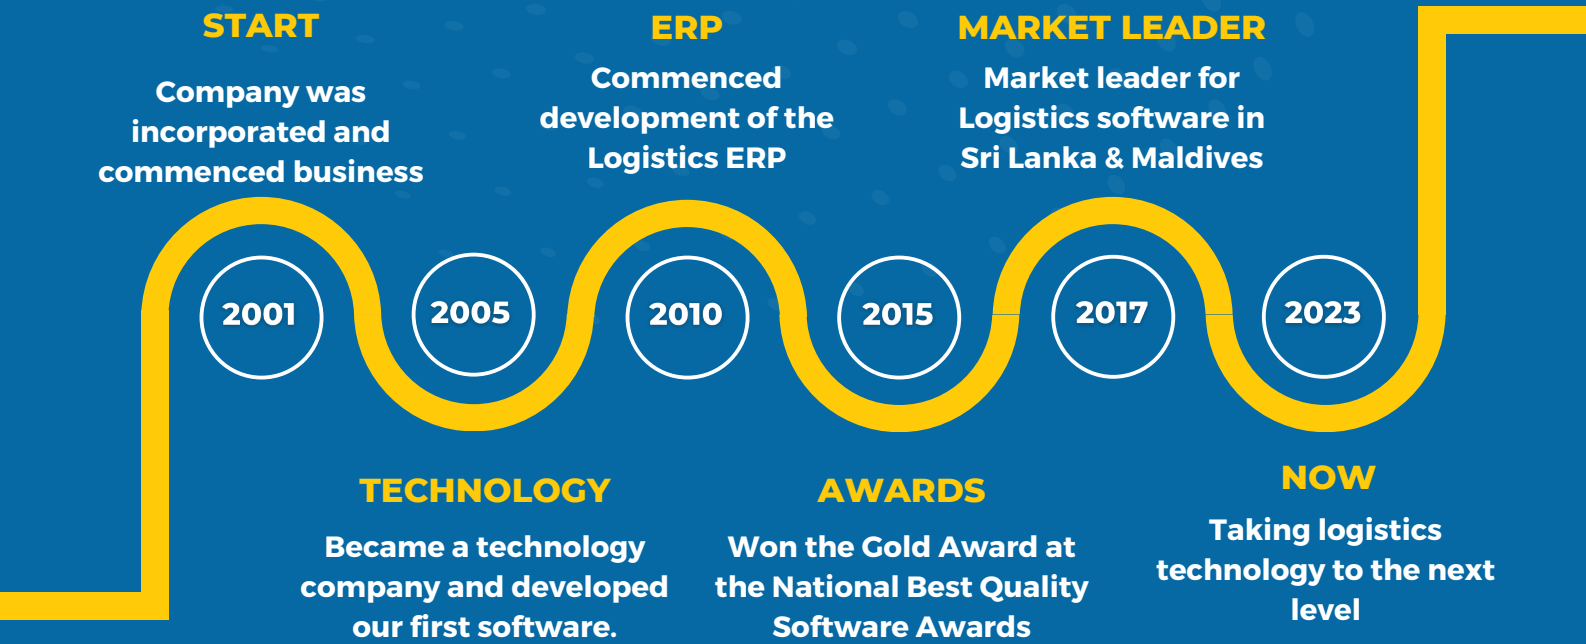 START
Company was
incorporated and
commenced business
ERP
Commenced
development of the
Logistics ERP
MARKET LEADER
Market leader for
Logistics software in
Sri Lanka & Maldives
2001
2005
2010
2015
2017
2023
TECHNOLOGY
Became a technology
company and developed
our first software.
AWARDS
Won the Gold Award at
the National Best Quality
Software Awards
NOW
Taking logistics
technology to the next
level